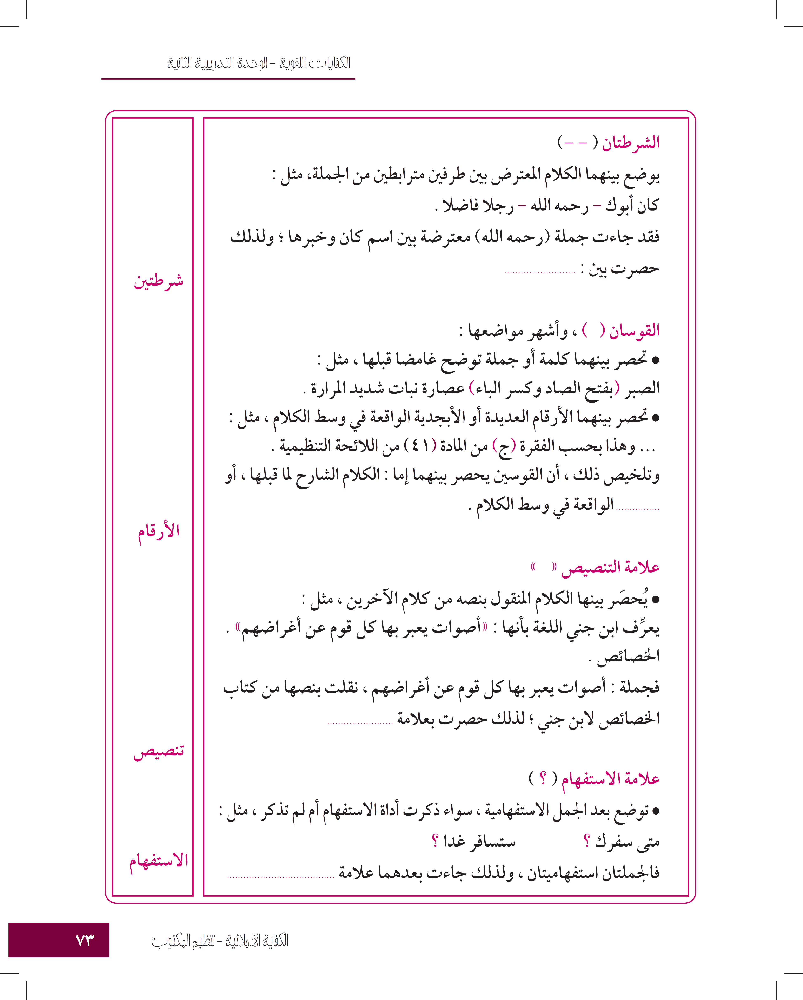 الكفايات اللغوية - الوحدة التدريبية الثانية
الشرطتان ( - -)
يوضع بينهما الكلام المعترض بين طرفين مترابطين من الجملة، مثل :
كان أبوك - رحمه الله - رجلا فاضلا .
فقد جاءت جملة (رحمه الله) معترضة بين اسم كان وخبرها ؛ ولذلك
حصرت بين : ..........................
شرطتين
القوسان ( ) ، وأشهر مواضعها :
● تحصر بينهما كلمة أو جملة توضح غامضا قبلها ، مثل :
الصبر (بفتح الصاد وكسر الباء) عصارة نبات شديد المرارة .
● تحصر بينهما الأرقام العديدة أو الأبجدية الواقعة في وسط الكلام ، مثل :
... وهذا بحسب الفقرة (ج) من المادة (٤١) من اللائحة التنظيمية .
وتلخيص ذلك ، أن القوسين يحصر بينهما إما : الكلام الشارح لما قبلها ، أو
................ الواقعة في وسط الكلام .
الأرقام
علامة التنصيص « »
● يُحصَر بينها الكلام المنقول بنصه من كلام الآخرين ، مثل :
يعرِّف ابن جني اللغة بأنها : «أصوات يعبر بها كل قوم عن أغراضهم» .
الخصائص .
فجملة : أصوات يعبر بها كل قوم عن أغراضهم ، نقلت بنصها من كتاب
الخصائص لابن جني ؛ لذلك حصرت بعلامة ........................
تنصيص
علامة الاستفهام ( ؟ )
● توضع بعد الجمل الاستفهامية ، سواء ذكرت أداة الاستفهام أم لم تذكر ، مثل :
متى سفرك ؟ ستسافر غدا ؟
فالجملتان استفهاميتان ، ولذلك جاءت بعدهما علامة .......................................
الاستفهام
الكفاية الأملائية - تنظيم المكتوب
٧٣